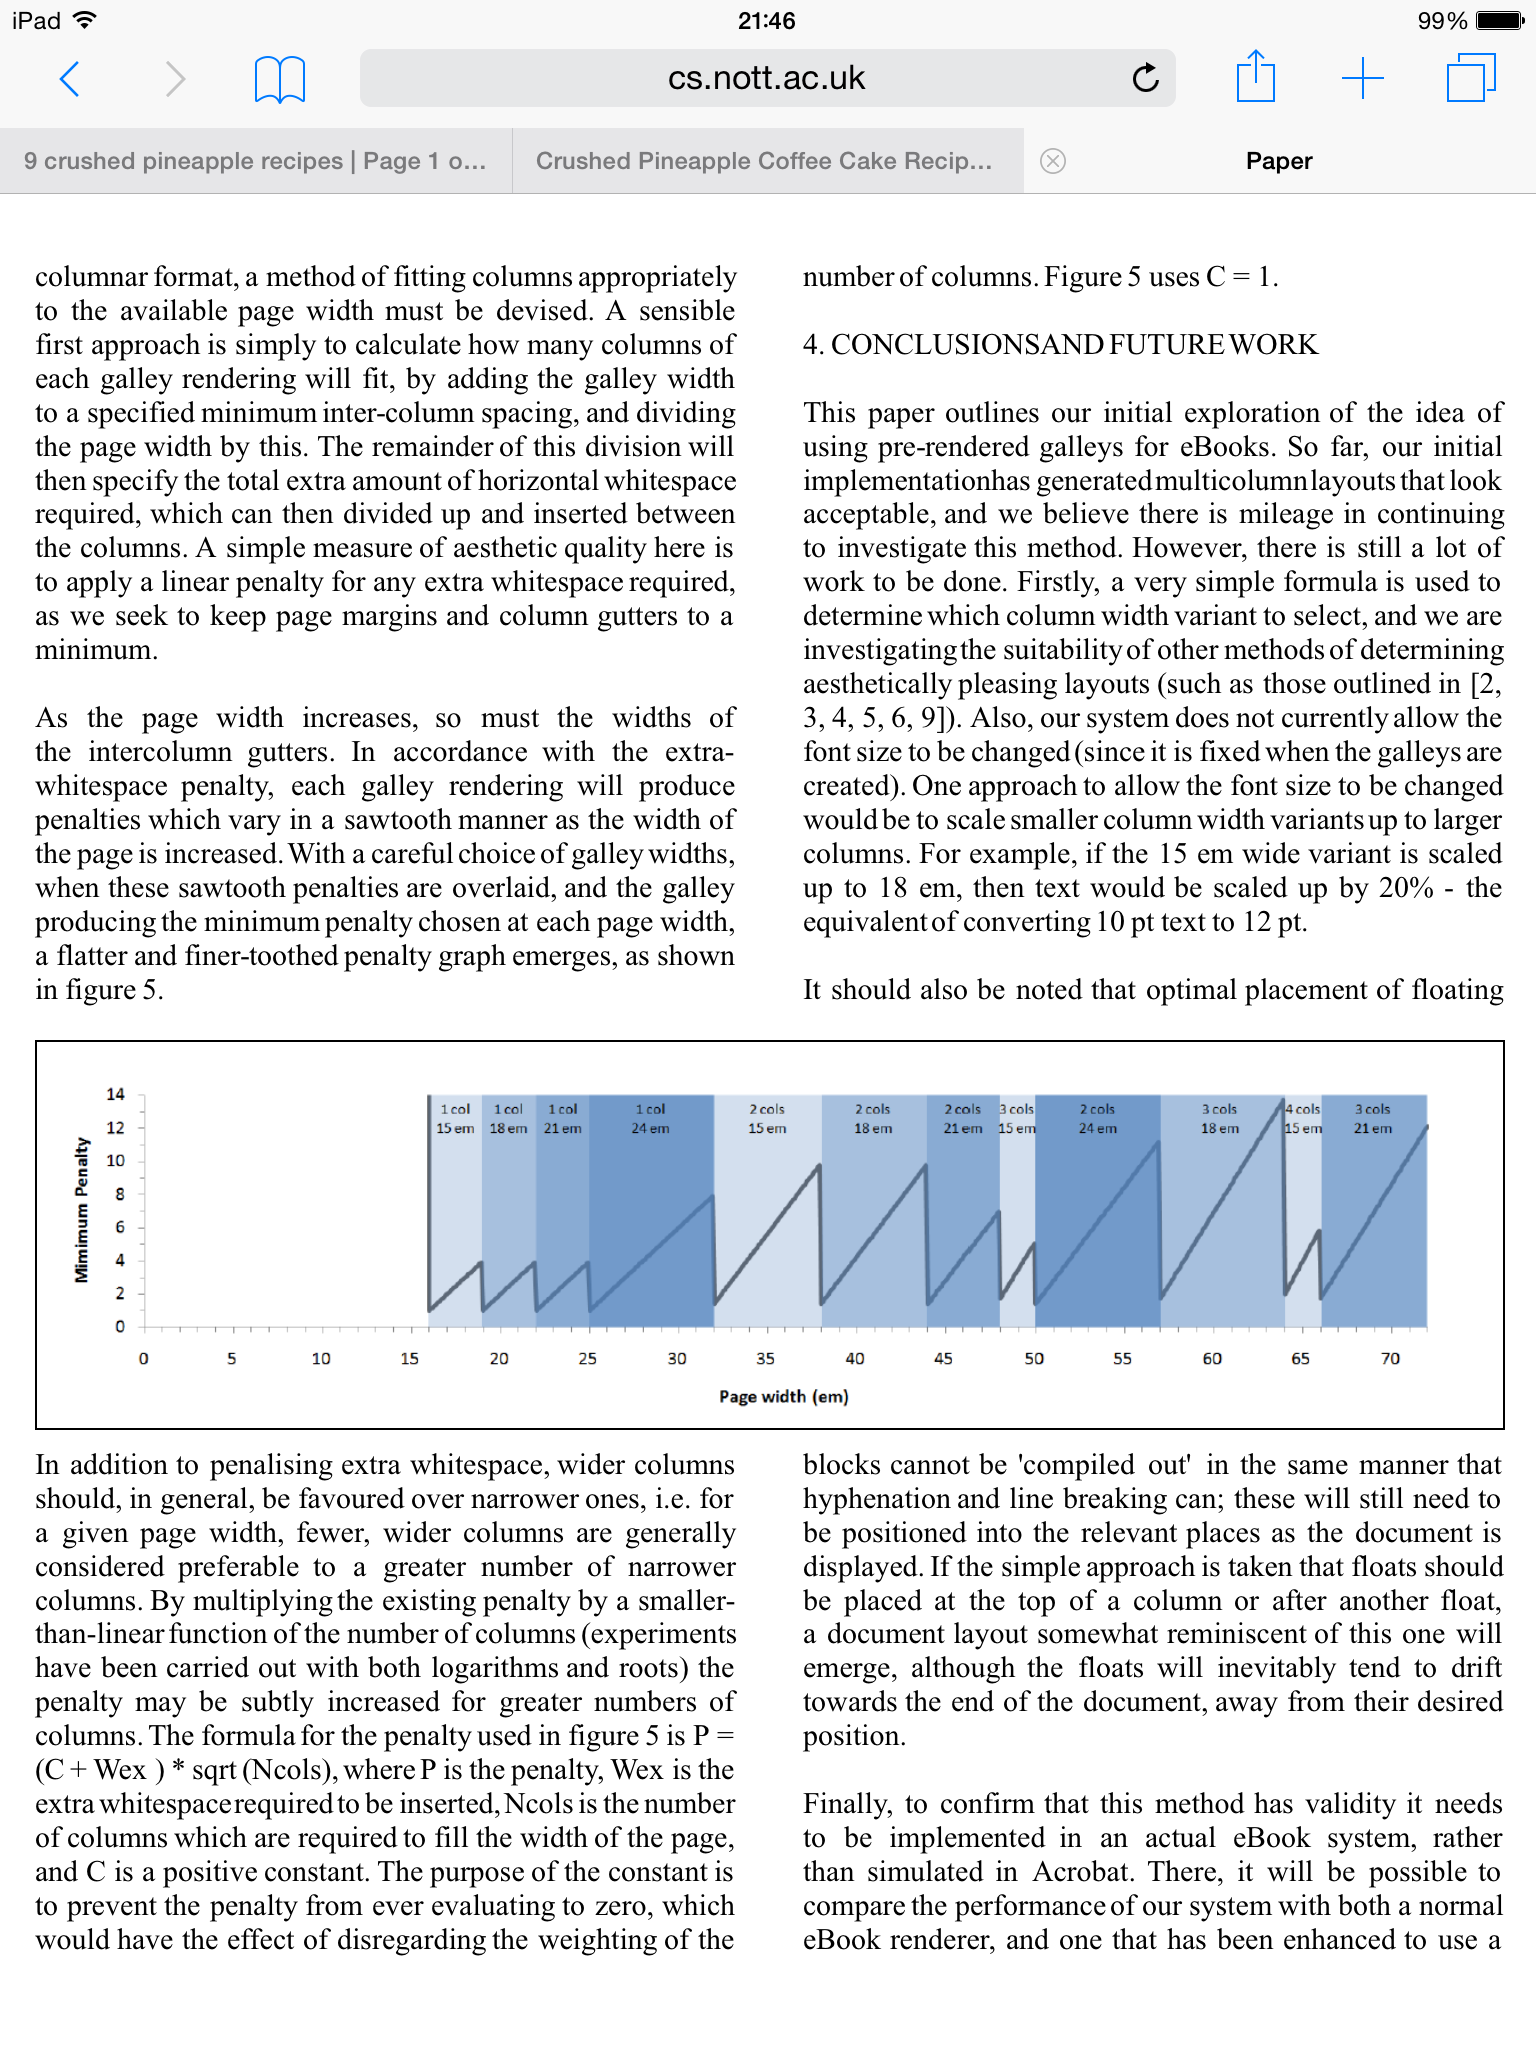 iPad 21:46 99%
cs.nott.ac.uk
9 crushed pineapple recipes | Page 1 o... Crushed Pineapple Coffee Cake Recip... Paper
columnar format, a method of fitting columns appropriately
to the available page width must be devised. A sensible
first approach is simply to calculate how many columns of
each galley rendering will fit, by adding the galley width
to a specified minimum inter-column spacing, and dividing
the page width by this. The remainder of this division will
then specify the total extra amount of horizontal whitespace
required, which can then divided up and inserted between
the columns. A simple measure of aesthetic quality here is
to apply a linear penalty for any extra whitespace required,
as we seek to keep page margins and column gutters to a
minimum.
As the page width increases, so must the widths of
the intercolumn gutters. In accordance with the extra-
whitespace penalty, each galley rendering will produce
penalties which vary in a sawtooth manner as the width of
the page is increased. With a careful choice of galley widths,
when these sawtooth penalties are overlaid, and the galley
producing the minimum penalty chosen at each page width,
a flatter and finer-toothed penalty graph emerges, as shown
in figure 5.
number of columns. Figure 5 uses C = 1.
4. CONCLUSIONSAND FUTURE WORK
This paper outlines our initial exploration of the idea of
using pre-rendered galleys for eBooks. So far, our initial
implementationhas generated multicolumn layouts that look
acceptable, and we believe there is mileage in continuing
to investigate this method. However, there is still a lot of
work to be done. Firstly, a very simple formula is used to
determine which column width variant to select, and we are
investigating the suitability of other methods of determining
aesthetically pleasing layouts (such as those outlined in [2,
3, 4, 5, 6, 9]). Also, our system does not currently allow the
font size to be changed (since it is fixed when the galleys are
created). One approach to allow the font size to be changed
would be to scale smaller column width variants up to larger
columns. For example, if the 15 em wide variant is scaled
up to 18 em, then text would be scaled up by 20% - the
equivalent of converting 10 pt text to 12 pt.
It should also be noted that optimal placement of floating
Mimimum Penalty
14
12
10
8
6
4
2
0
1 col 1 col 1 col 1 col 2 cols 2 cols 2 cols 3 cols 2 cols 3 cols 4 cols 3 cols
15 em 18 em 21 em 24 em 15 em 18 em 21 em 15 em 24 em 18 em 15 em 21 em
0 5 10 15 20 25 30 35 40 45 50 55 60 65 70
Page width (em)
In addition to penalising extra whitespace, wider columns
should, in general, be favoured over narrower ones, i.e. for
a given page width, fewer, wider columns are generally
considered preferable to a greater number of narrower
columns. By multiplying the existing penalty by a smaller-
than-linear function of the number of columns (experiments
have been carried out with both logarithms and roots) the
penalty may be subtly increased for greater numbers of
columns. The formula for the penalty used in figure 5 is P =
(C + Wex ) * sqrt (Ncols), where P is the penalty, Wex is the
extra whitespace required to be inserted, Ncols is the number
of columns which are required to fill the width of the page,
and C is a positive constant. The purpose of the constant is
to prevent the penalty from ever evaluating to zero, which
would have the effect of disregarding the weighting of the
blocks cannot be 'compiled out' in the same manner that
hyphenation and line breaking can; these will still need to
be positioned into the relevant places as the document is
displayed. If the simple approach is taken that floats should
be placed at the top of a column or after another float,
a document layout somewhat reminiscent of this one will
emerge, although the floats will inevitably tend to drift
towards the end of the document, away from their desired
position.
Finally, to confirm that this method has validity it needs
to be implemented in an actual eBook system, rather
than simulated in Acrobat. There, it will be possible to
compare the performance of our system with both a normal
eBook renderer, and one that has been enhanced to use a